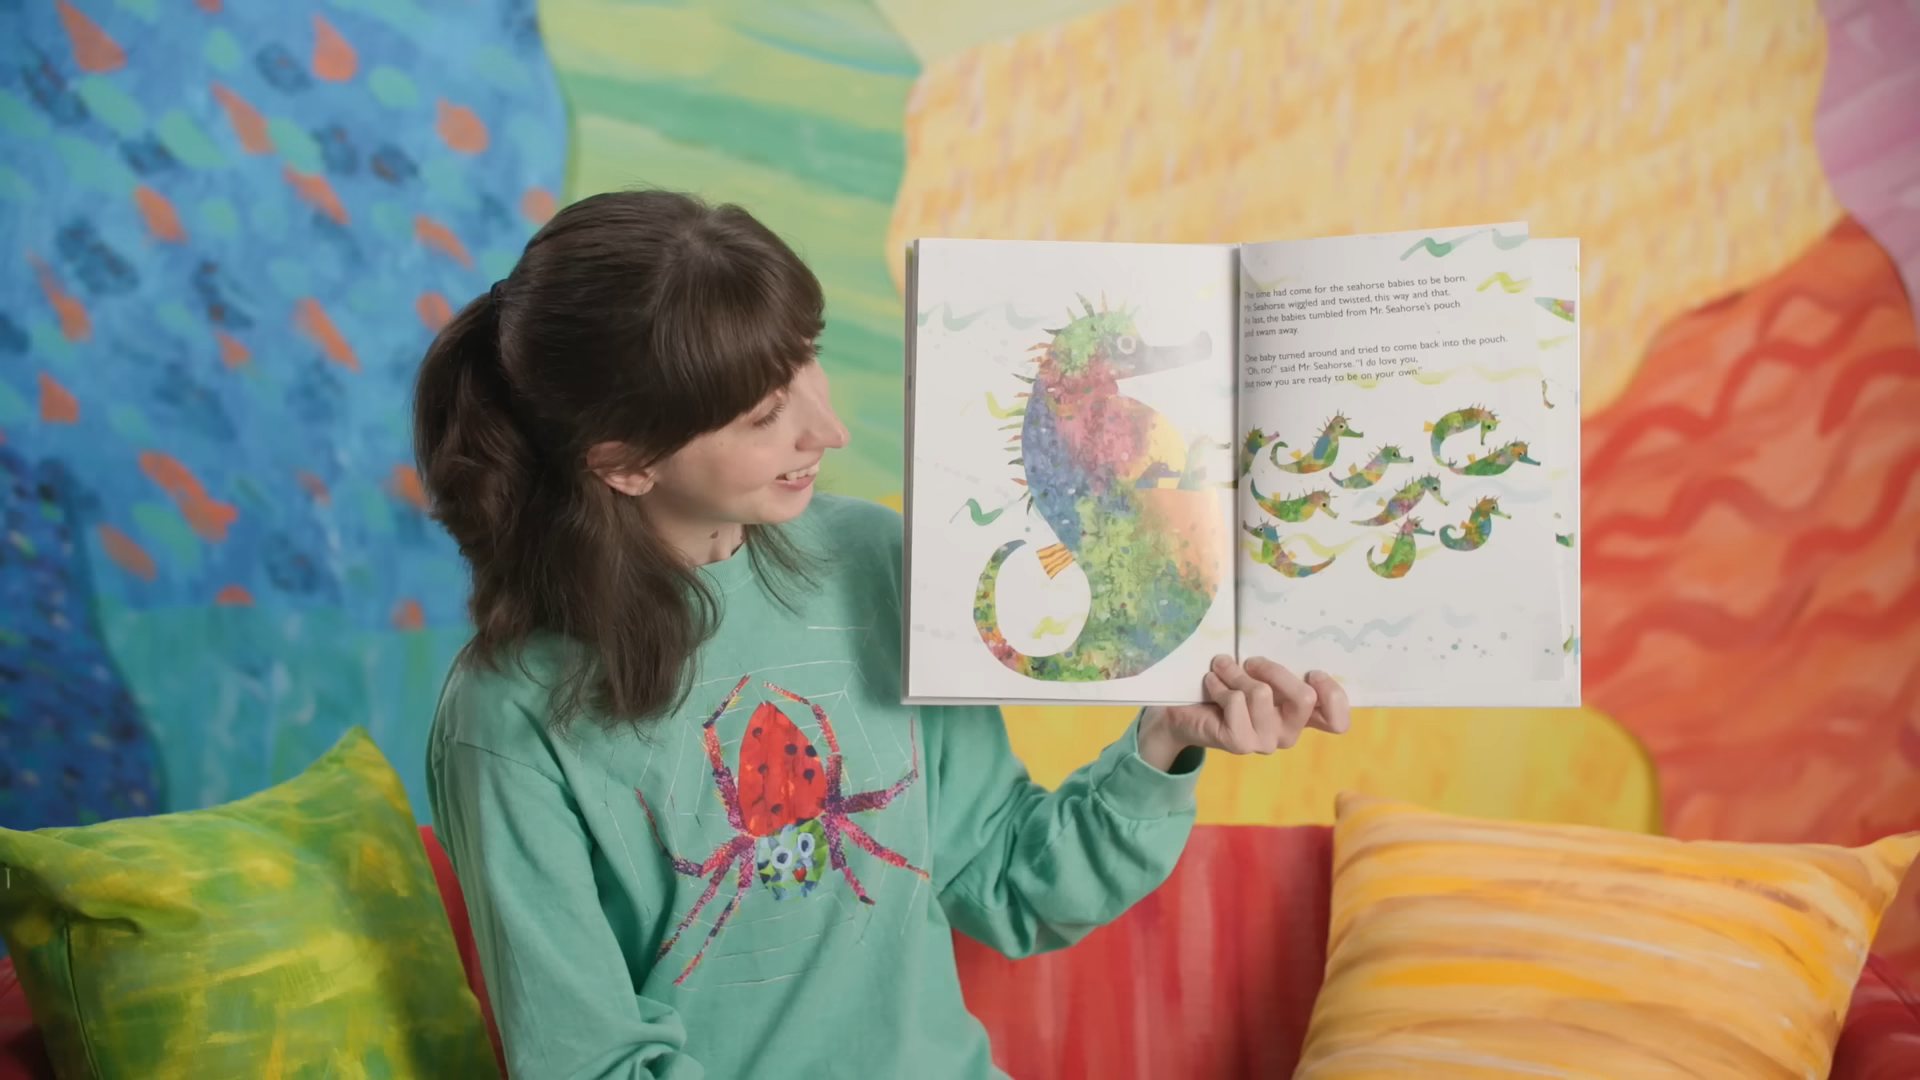 The time had come for the seahorse babies to be born.
Mr. Seahorse wiggled and twisted, this way and that.
At last, the babies tumbled from Mr. Seahorse's pouch
and swam away.
One baby turned around and tried to come back into the pouch.
"Oh, no!" said Mr. Seahorse. "I do love you,
but now you are ready to be on your own."